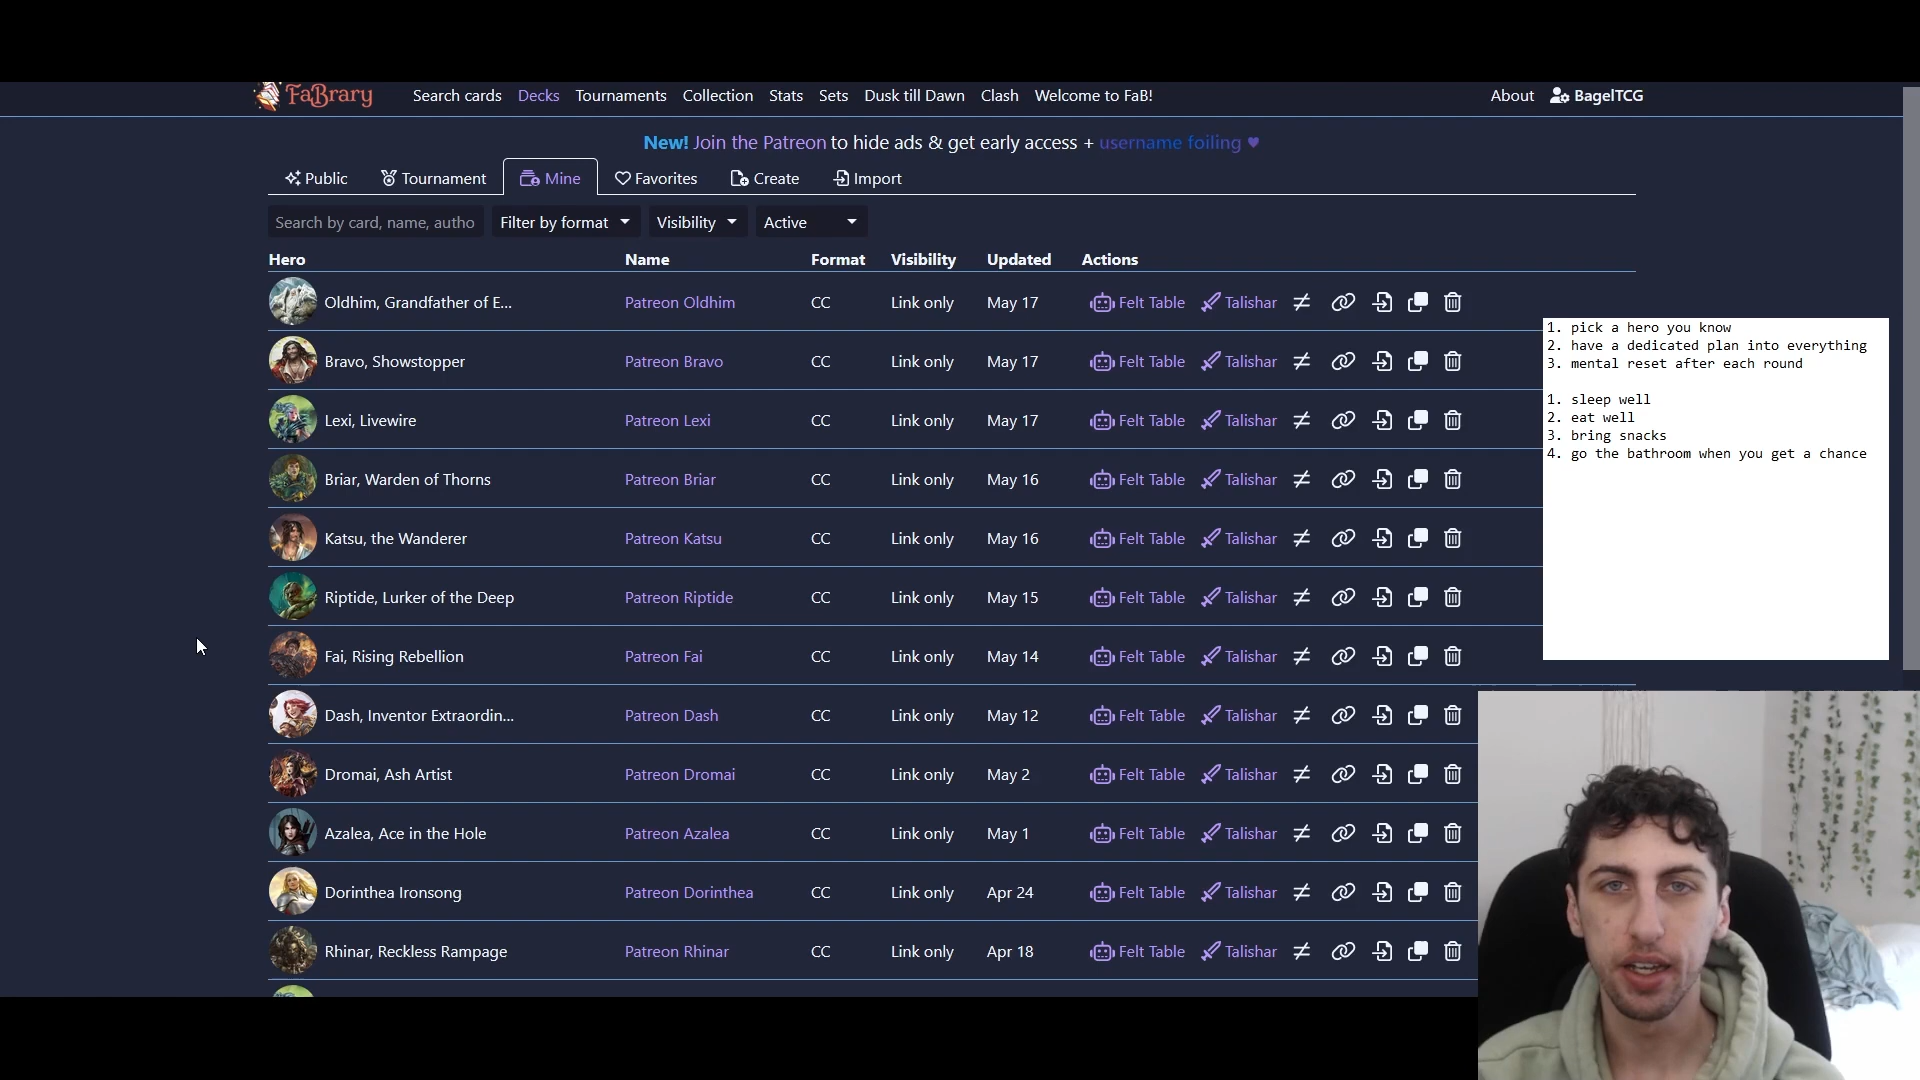 FaBrary Search cards Decks Tournaments Collection Stats Sets Dusk till Dawn Clash Welcome to FaB! About BagelTCG
New! Join the Patreon to hide ads & get early access + username foiling ♥
Public Tournament Mine Favorites Create Import
Search by card, name, autho Filter by format Visibility Active
Hero Name Format Visibility Updated Actions
Oldhim, Grandfather of E... Patreon Oldhim CC Link only May 17 Felt Table Talishar
Bravo, Showstopper Patreon Bravo CC Link only May 17 Felt Table Talishar
Lexi, Livewire Patreon Lexi CC Link only May 17 Felt Table Talishar
Briar, Warden of Thorns Patreon Briar CC Link only May 16 Felt Table Talishar
Katsu, the Wanderer Patreon Katsu CC Link only May 16 Felt Table Talishar
Riptide, Lurker of the Deep Patreon Riptide CC Link only May 15 Felt Table Talishar
Fai, Rising Rebellion Patreon Fai CC Link only May 14 Felt Table Talishar
Dash, Inventor Extraordin... Patreon Dash CC Link only May 12 Felt Table Talishar
Dromai, Ash Artist Patreon Dromai CC Link only May 2 Felt Table Talishar
Azalea, Ace in the Hole Patreon Azalea CC Link only May 1 Felt Table Talishar
Dorinthea Ironsong Patreon Dorinthea CC Link only Apr 24 Felt Table Talishar
Rhinar, Reckless Rampage Patreon Rhinar CC Link only Apr 18 Felt Table Talishar
1. pick a hero you know
2. have a dedicated plan into everything
3. mental reset after each round
1. sleep well
2. eat well
3. bring snacks
4. go the bathroom when you get a chance